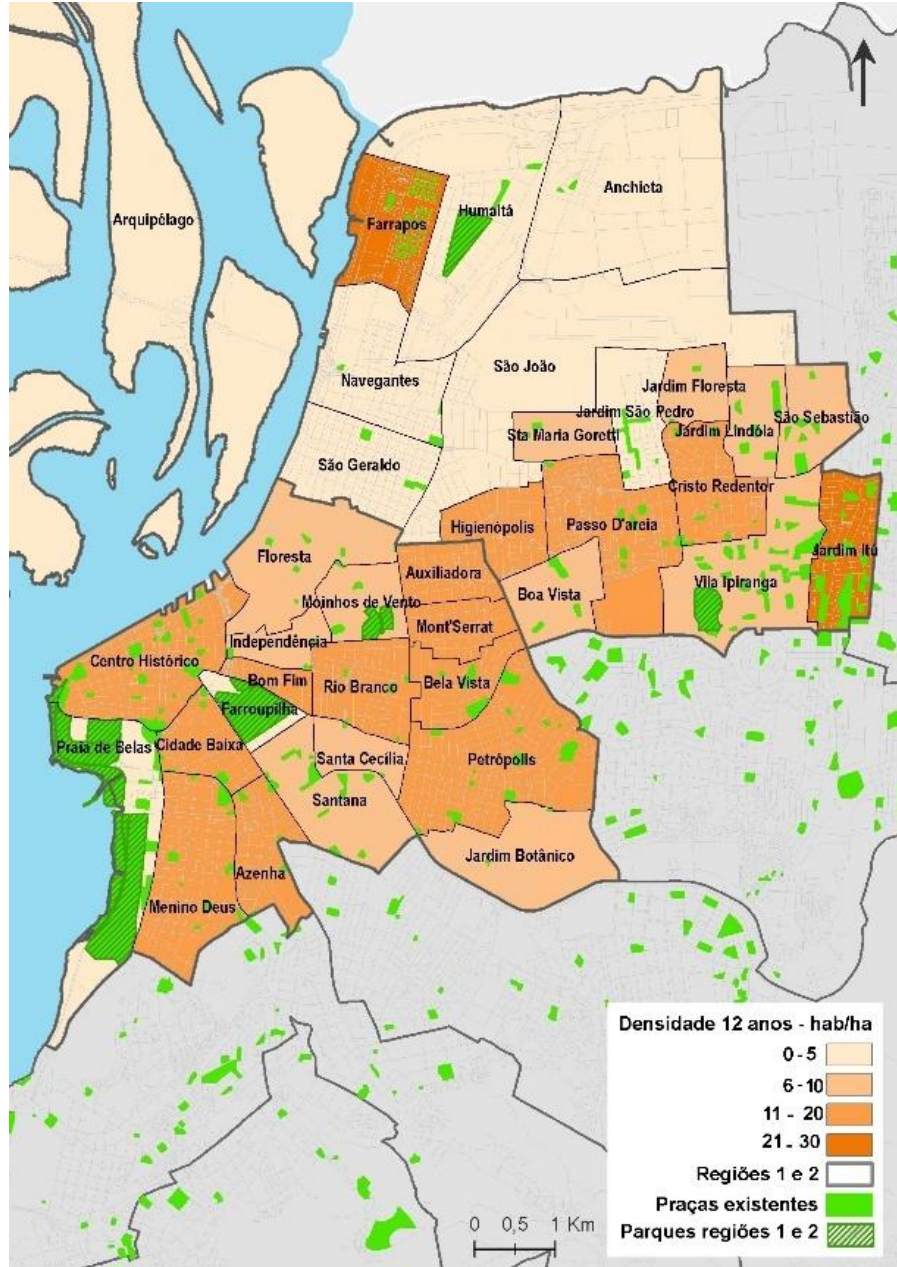 Arquipélago
Farrapos
Humaitá
Anchieta
Navegantes
São João
Jardim Floresta
Jardim São Pedro
São Sebastião
Sta Maria Goretti
Jardim LIndóIa
São Geraldo
Cristo Redentor
Higienópolis
Passo D'areia
Jardim Itú
Floresta
Auxiliadora
Vila Ipiranga
Moinhos de Vento
Boa Vista
Mont'Serrat
Independência
Centro Histórico
Bom Fim
Rio Branco
Bela Vista
Farroupilha
Praia de Belas
Cidade Baixa
Santa Cecília
Petrópolis
Santana
Jardim Botânico
Azenha
Menino Deus
Densidade 12 anos - hab/ha
0 - 5
6 - 10
11 - 20
21 - 30
Regiões 1 e 2
Praças existentes
Parques regiões 1 e 2
0 0,5 1 Km